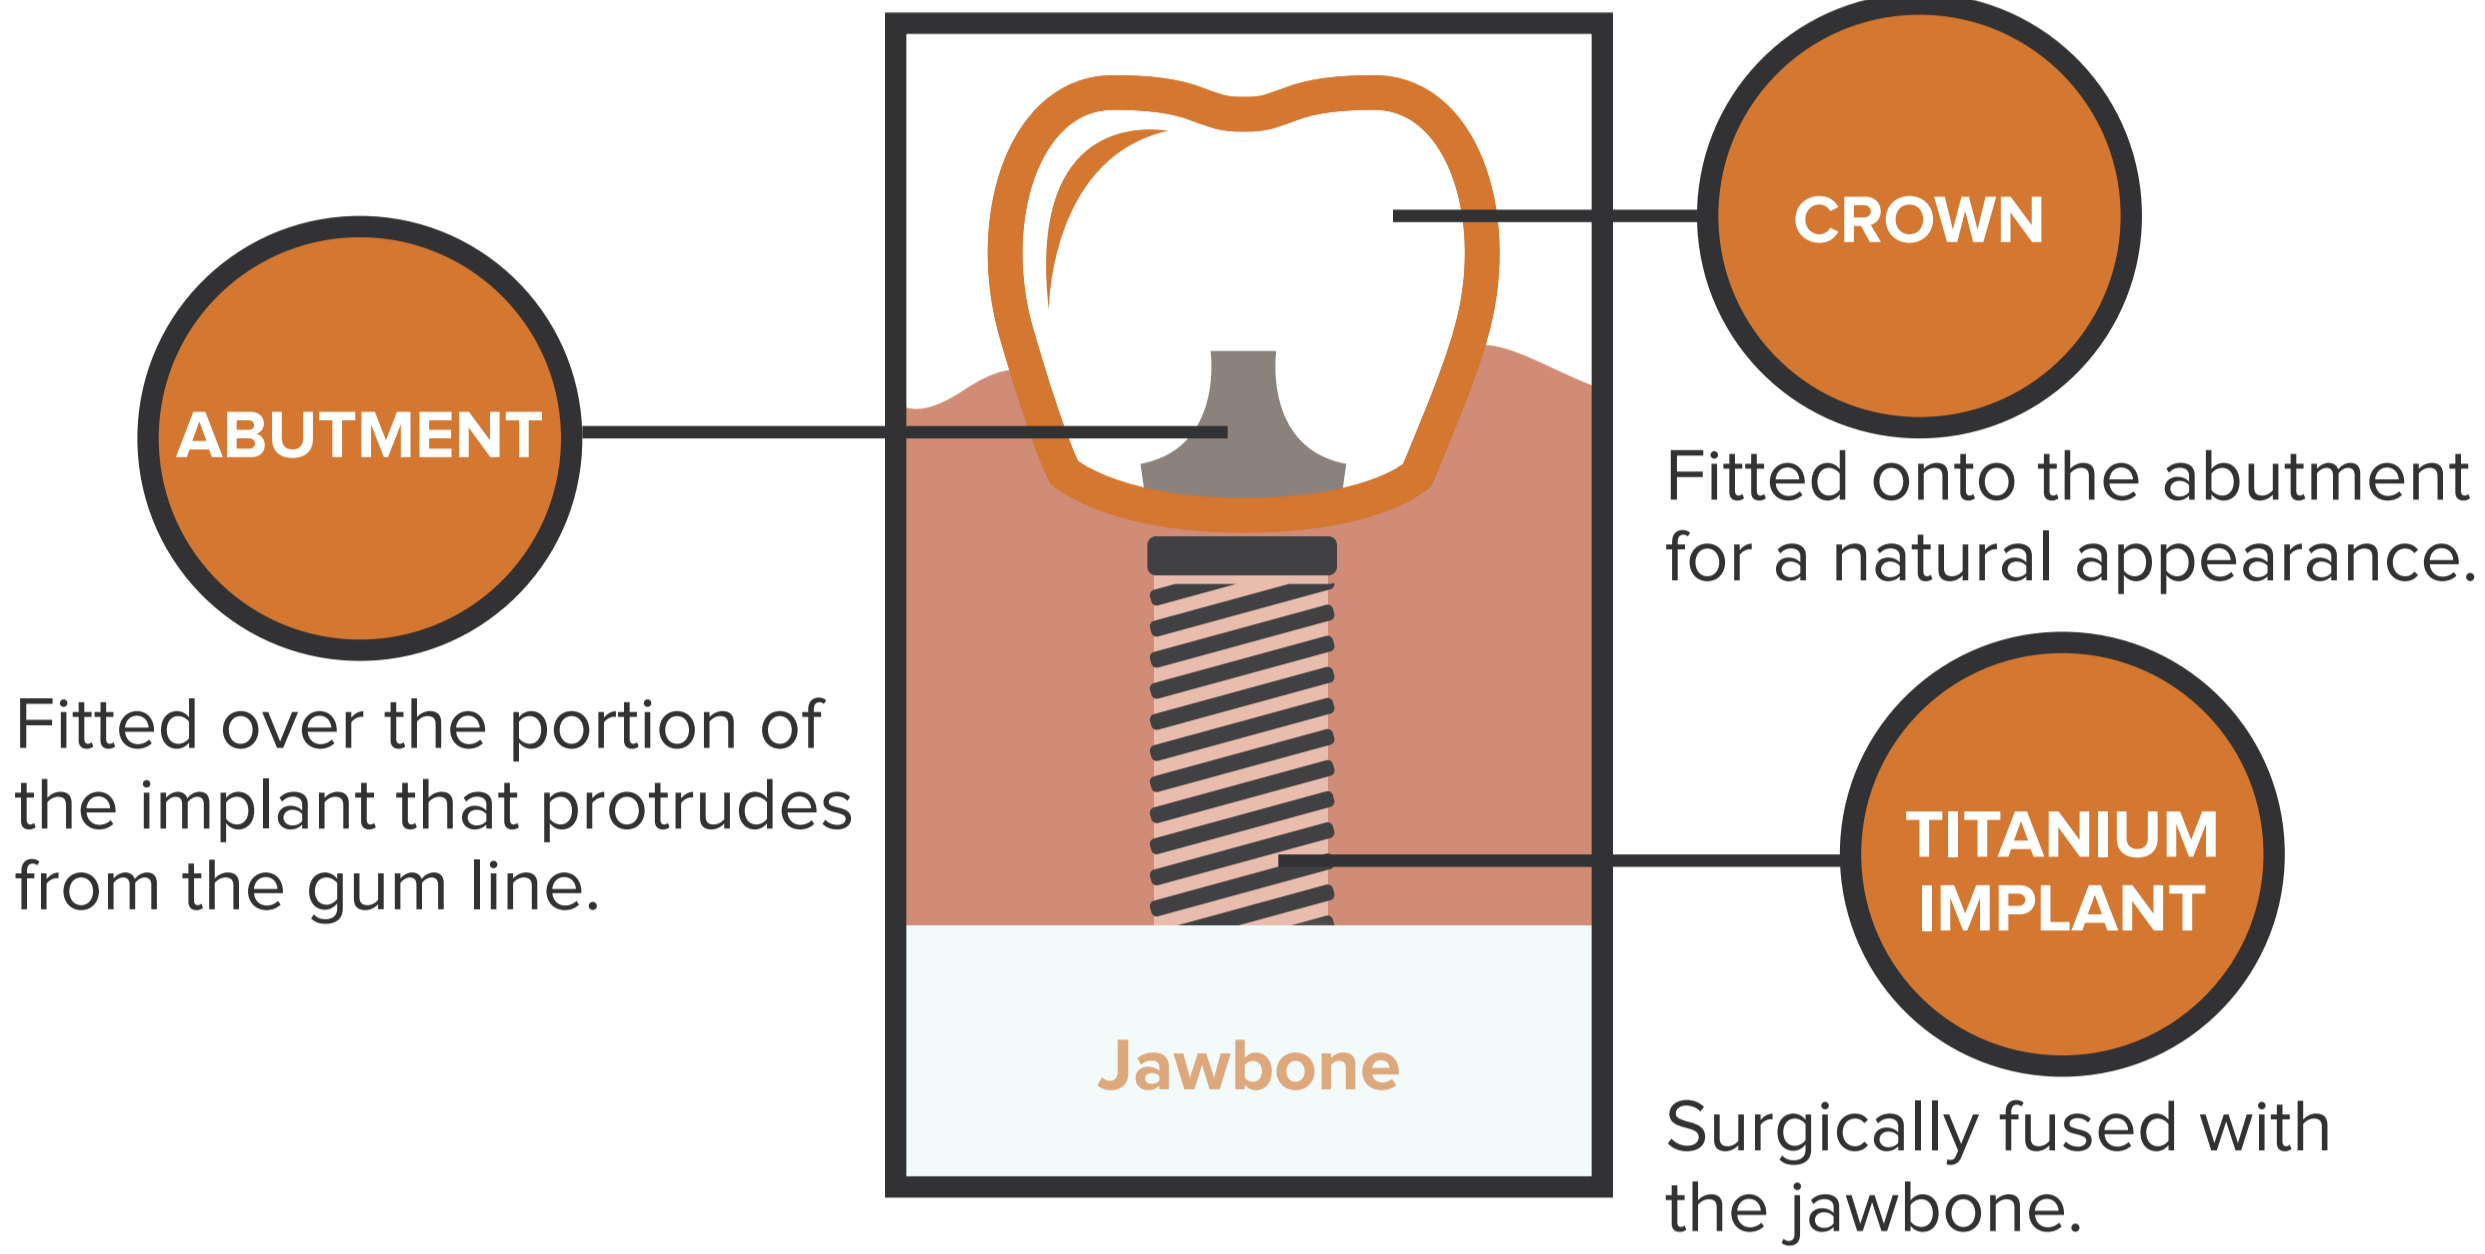 ABUTMENT
Fitted over the portion of
the implant that protrudes
from the gum line.
CROWN
Fitted onto the abutment
for a natural appearance.
TITANIUM
IMPLANT
Surgically fused with
the jawbone.
Jawbone